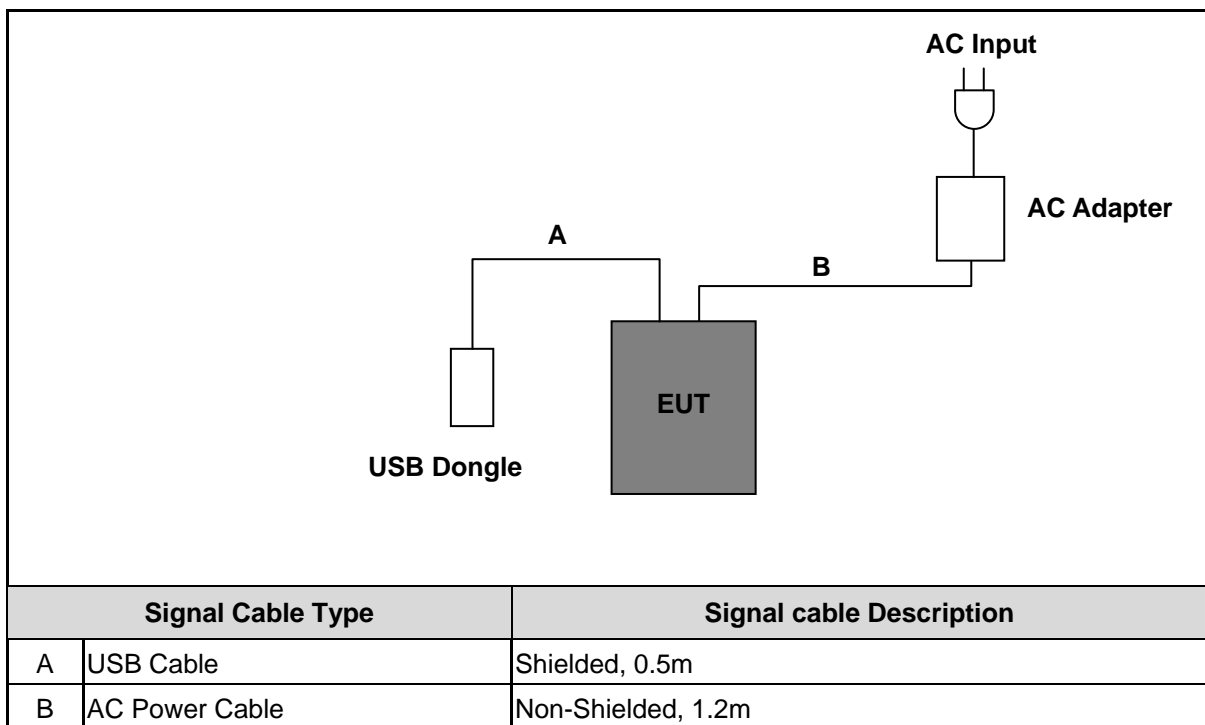 AC Input
AC Adapter
A
B
EUT
USB Dongle
Signal Cable Type Signal cable Description
A USB Cable Shielded, 0.5m
B AC Power Cable Non-Shielded, 1.2m